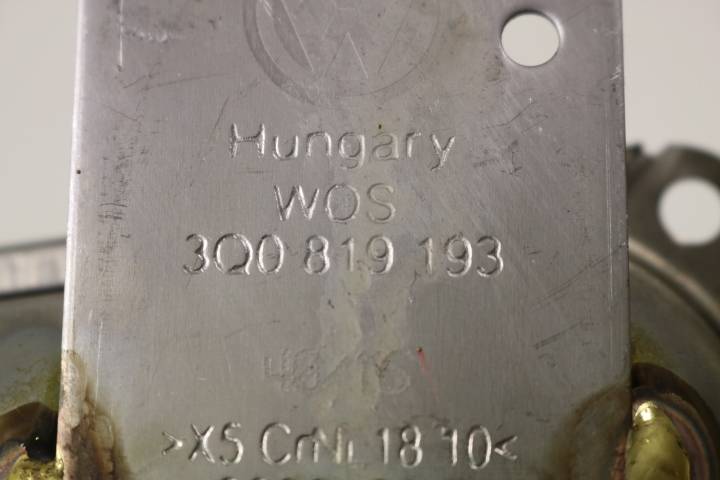 Hungary
WOS
3Q0 819 193
>X5 CrNi 18 10<